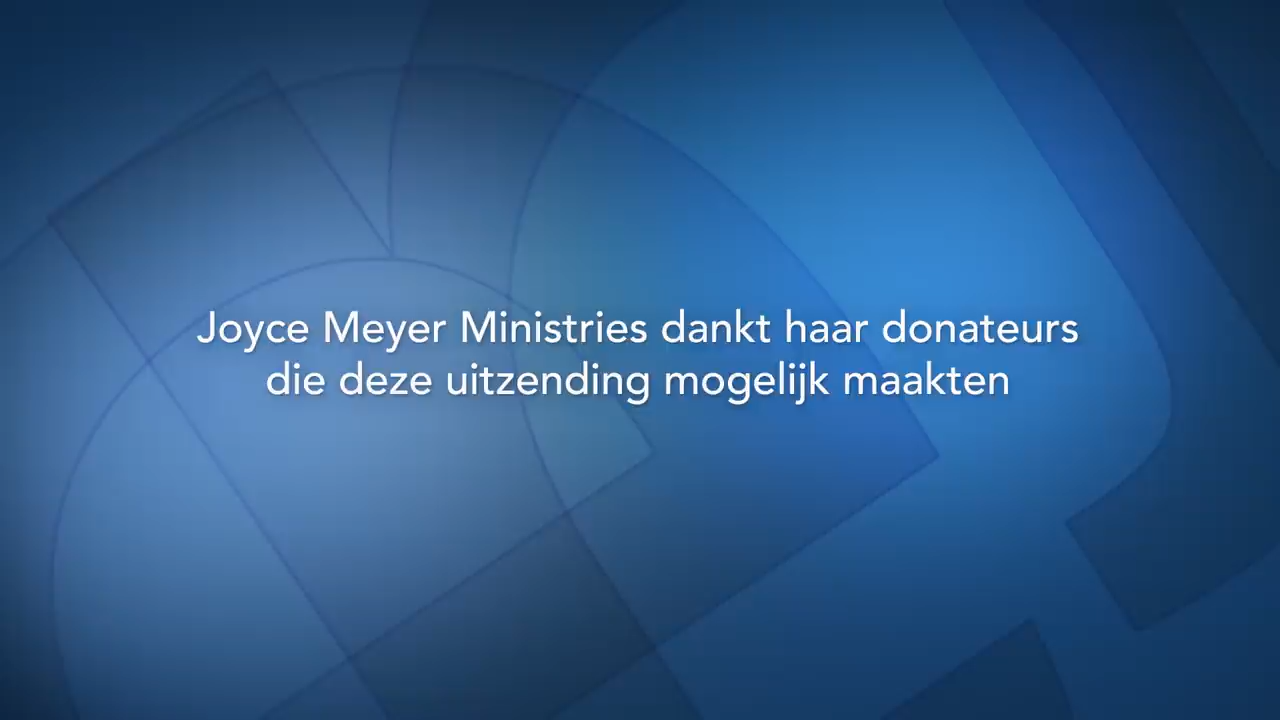 Joyce Meyer Ministries dankt haar donateurs
die deze uitzending mogelijk maakten